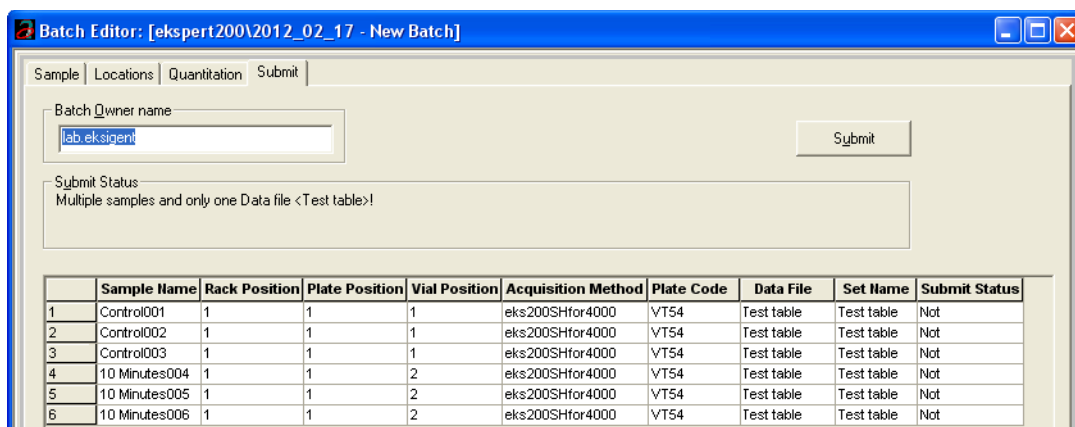 Batch Editor: [ekspert200\2012_02_17 - New Batch]
Sample Locations Quantitation Submit
Batch Owner name
lab.eksigent
Submit
Submit Status
Multiple samples and only one Data file <Test table>!
Sample Name Rack Position Plate Position Vial Position Acquisition Method Plate Code Data File Set Name Submit Status
1 Control001 1 1 1 eks200SHfor4000 VT54 Test table Test table Not
2 Control002 1 1 1 eks200SHfor4000 VT54 Test table Test table Not
3 Control003 1 1 1 eks200SHfor4000 VT54 Test table Test table Not
4 10 Minutes004 1 1 2 eks200SHfor4000 VT54 Test table Test table Not
5 10 Minutes005 1 1 2 eks200SHfor4000 VT54 Test table Test table Not
6 10 Minutes006 1 1 2 eks200SHfor4000 VT54 Test table Test table Not